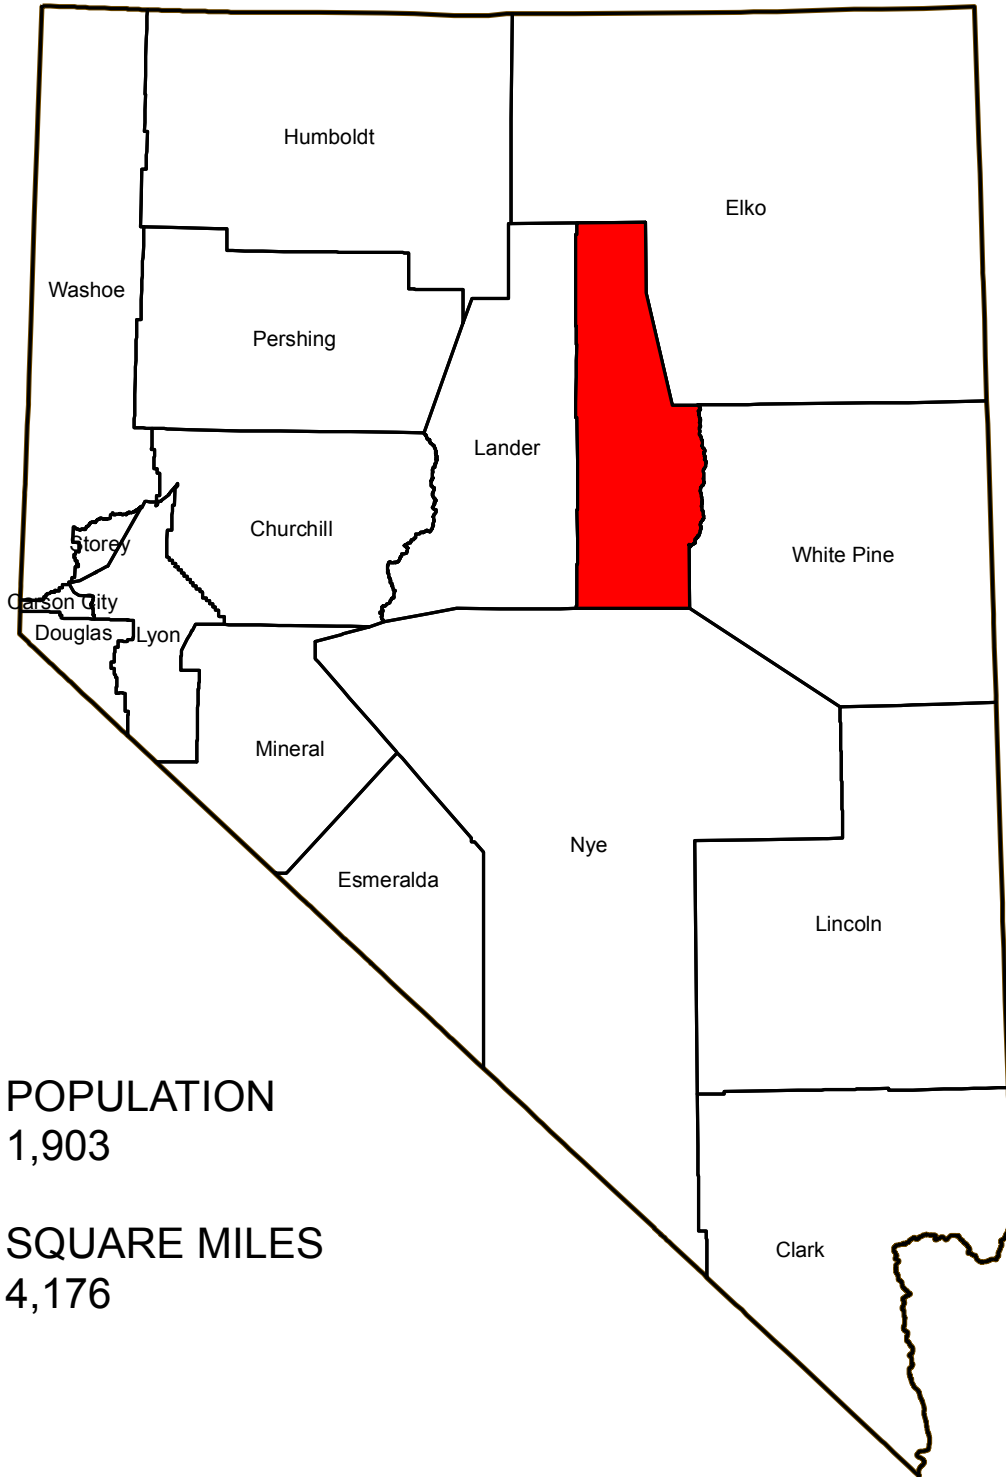 Humboldt
Elko
Washoe
Pershing
Lander
Churchill
Storey
White Pine
Carson City
Douglas
Lyon
Mineral
Nye
Esmeralda
Lincoln
POPULATION
1,903
SQUARE MILES
4,176
Clark